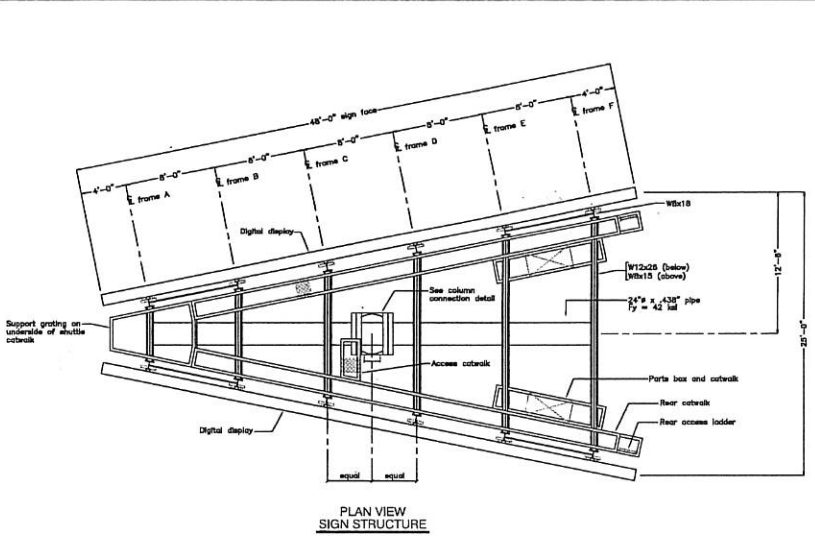 48'-0" sign face
4'-0"
8'-0"
8'-0"
8'-0"
8'-0"
8'-0"
4'-0"
℄ frame A
℄ frame B
℄ frame C
℄ frame D
℄ frame E
℄ frame F
Digital display
W8x18
See column
connection detail
W12x26 (below)
W8x15 (above)
24"ø x .438" pipe
Fy = 42 ksi
12'-6"
25'-0"
Support grating on
underside of shuttle
catwalk
Access catwalk
Parts box and catwalk
Rear catwalk
Rear access ladder
Digital display
equal
equal
PLAN VIEW
SIGN STRUCTURE